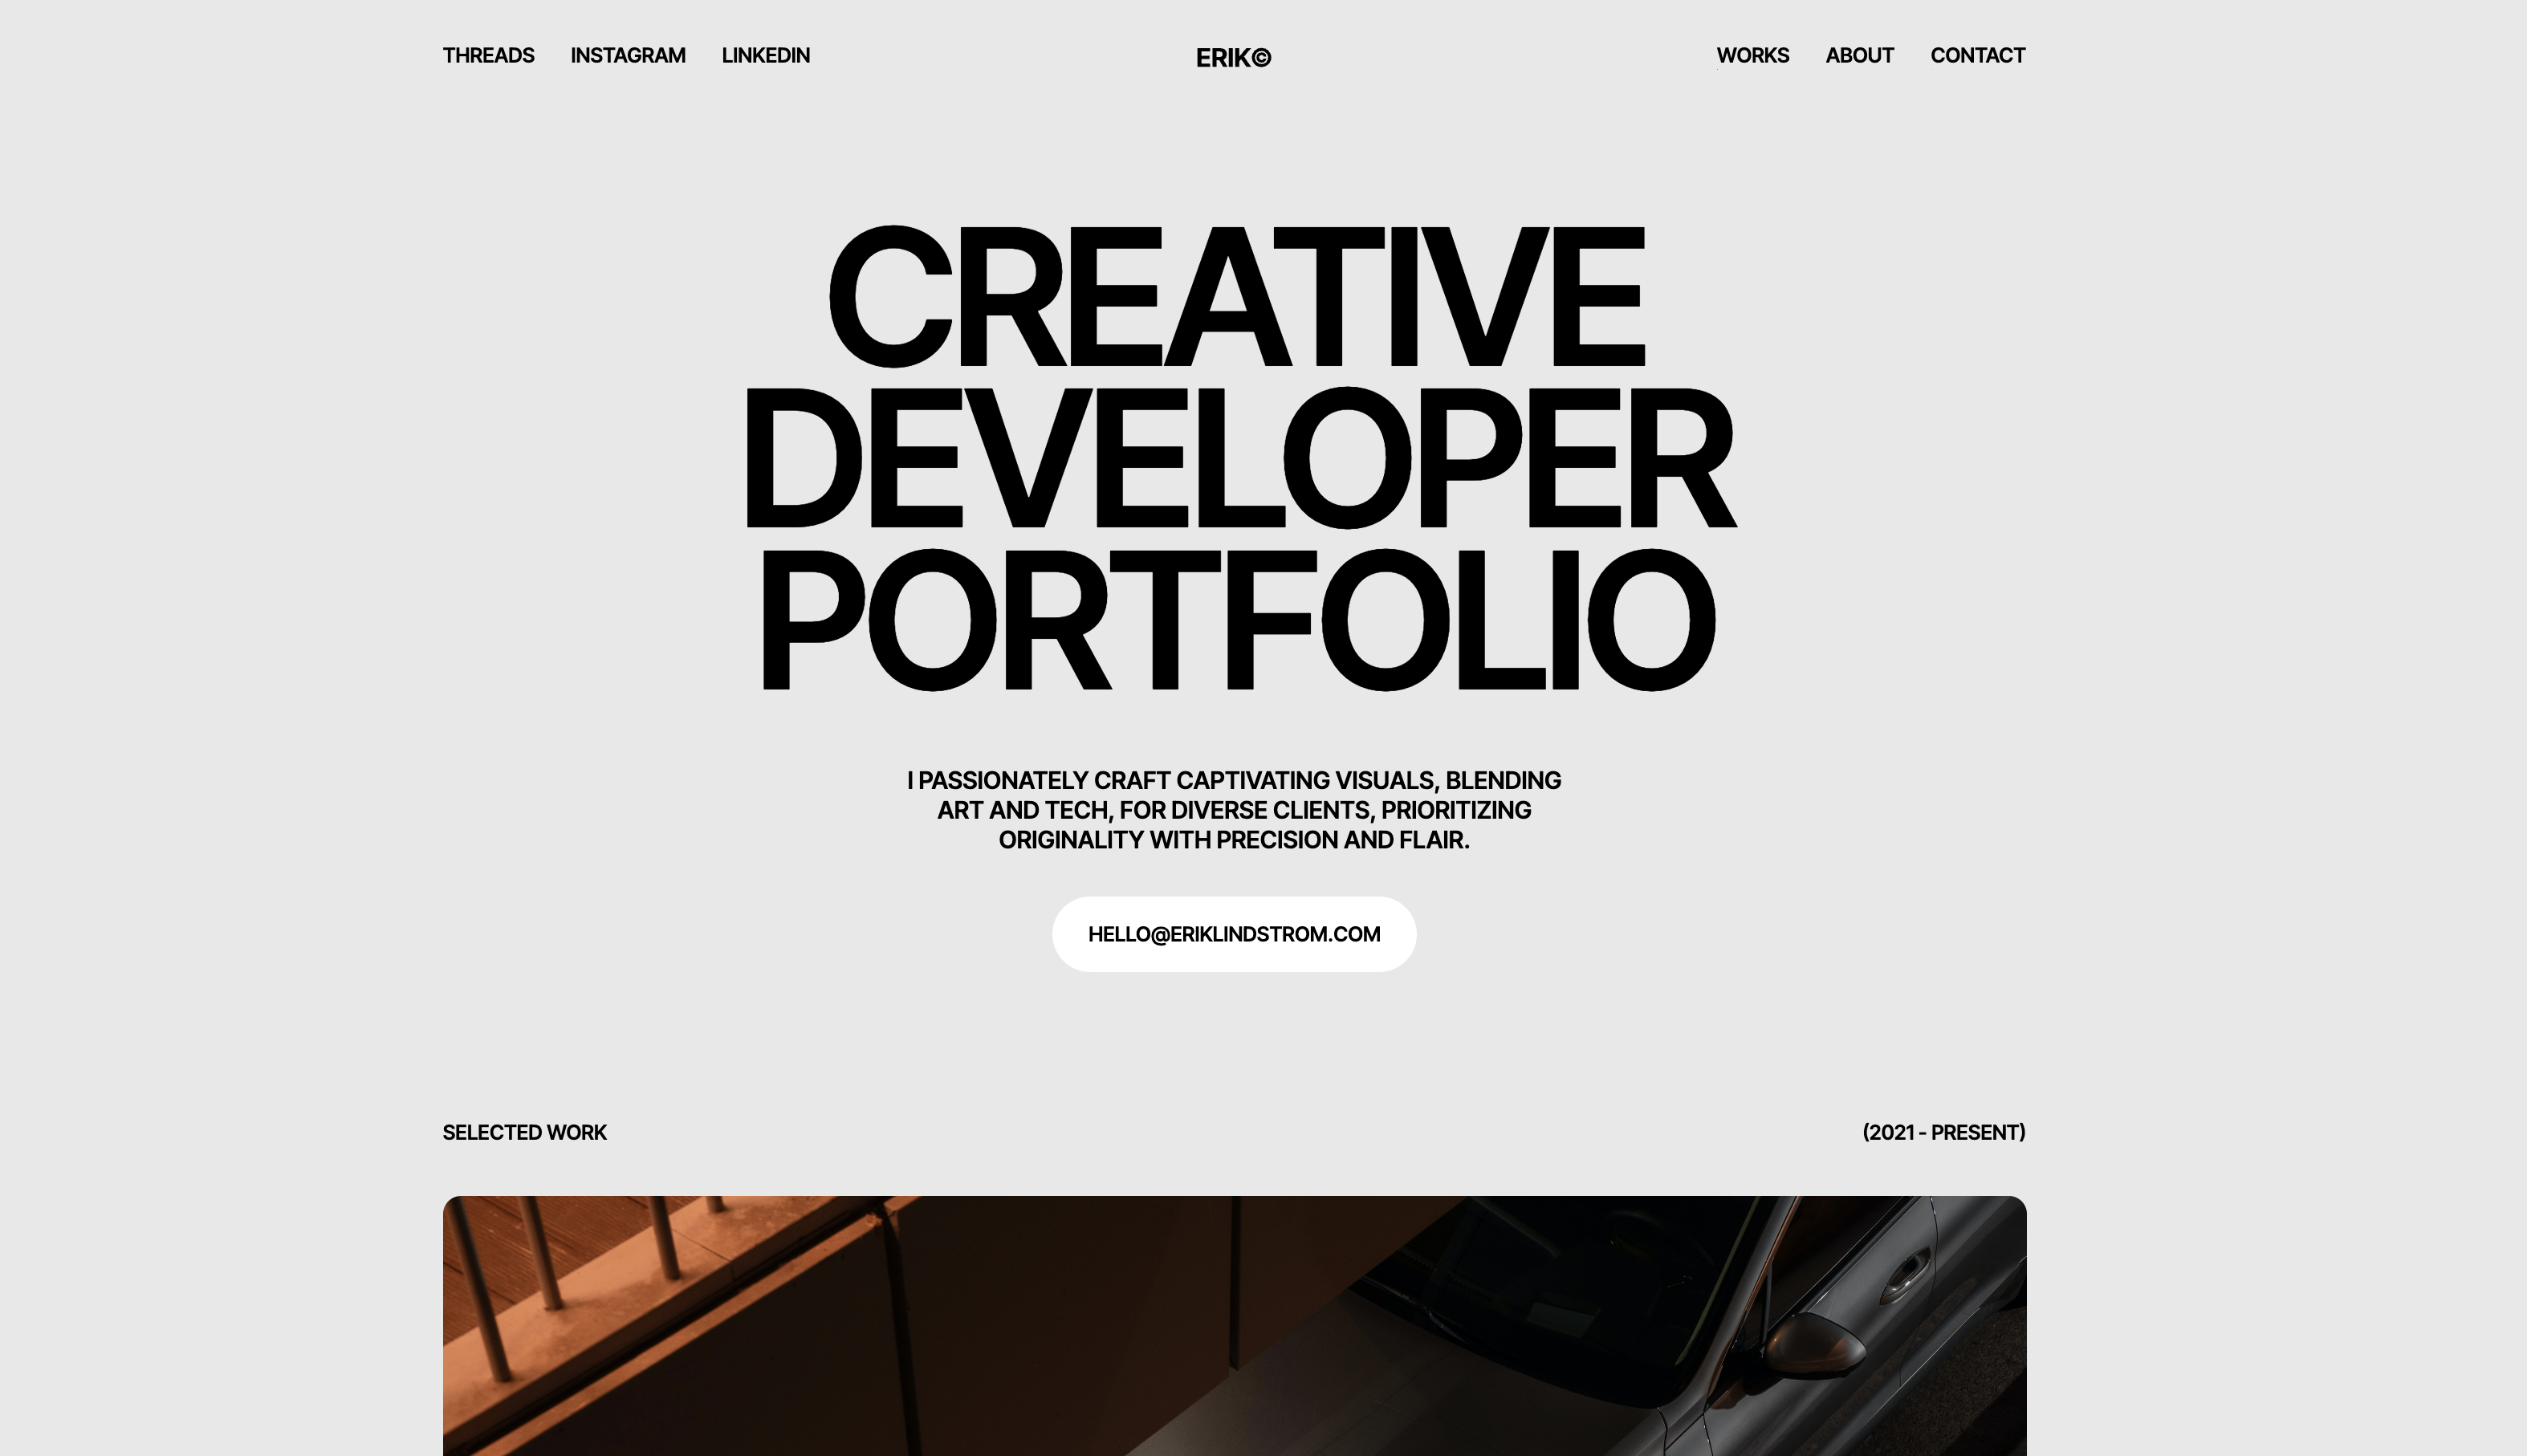 THREADS INSTAGRAM LINKEDIN ERIK© WORKS ABOUT CONTACT
CREATIVE
DEVELOPER
PORTFOLIO
I PASSIONATELY CRAFT CAPTIVATING VISUALS, BLENDING
ART AND TECH, FOR DIVERSE CLIENTS, PRIORITIZING
ORIGINALITY WITH PRECISION AND FLAIR.
HELLO@ERIKLINDSTROM.COM
SELECTED WORK (2021 - PRESENT)